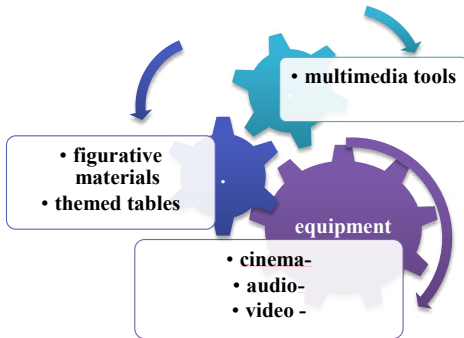 • multimedia tools
• figurative
materials
• themed tables
equipment
• cinema-
• audio-
• video -